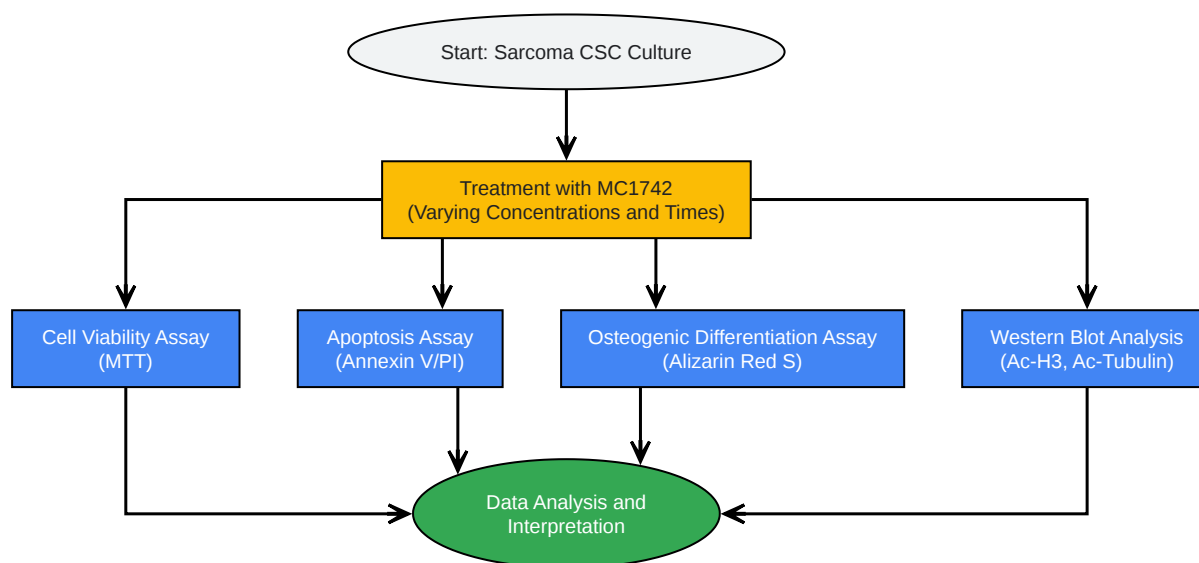 Start: Sarcoma CSC Culture
Treatment with MC1742
(Varying Concentrations and Times)
Cell Viability Assay
(MTT)
Apoptosis Assay
(Annexin V/PI)
Osteogenic Differentiation Assay
(Alizarin Red S)
Western Blot Analysis
(Ac-H3, Ac-Tubulin)
Data Analysis and
Interpretation